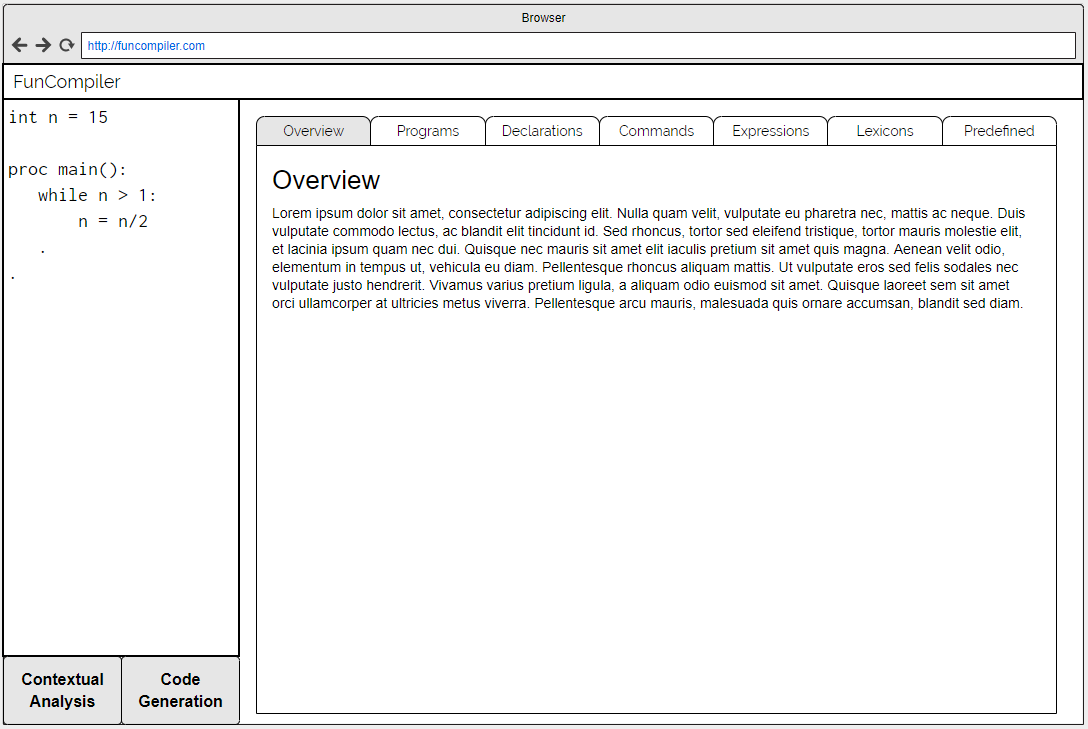 Browser
http://funcompiler.com
FunCompiler
int n = 15
proc main():
while n > 1:
n = n/2
.
.
Contextual
Analysis
Code
Generation
Overview
Programs
Declarations
Commands
Expressions
Lexicons
Predefined
Overview
Lorem ipsum dolor sit amet, consectetur adipiscing elit. Nulla quam velit, vulputate eu pharetra nec, mattis ac neque. Duis
vulputate commodo lectus, ac blandit elit tincidunt id. Sed rhoncus, tortor sed eleifend tristique, tortor mauris molestie elit,
et lacinia ipsum quam nec dui. Quisque nec mauris sit amet elit iaculis pretium sit amet quis magna. Aenean velit odio,
elementum in tempus ut, vehicula eu diam. Pellentesque rhoncus aliquam mattis. Ut vulputate eros sed felis sodales nec
vulputate justo hendrerit. Vivamus varius pretium ligula, a aliquam odio euismod sit amet. Quisque laoreet sem sit amet
orci ullamcorper at ultricies metus viverra. Pellentesque arcu mauris, malesuada quis ornare accumsan, blandit sed diam.